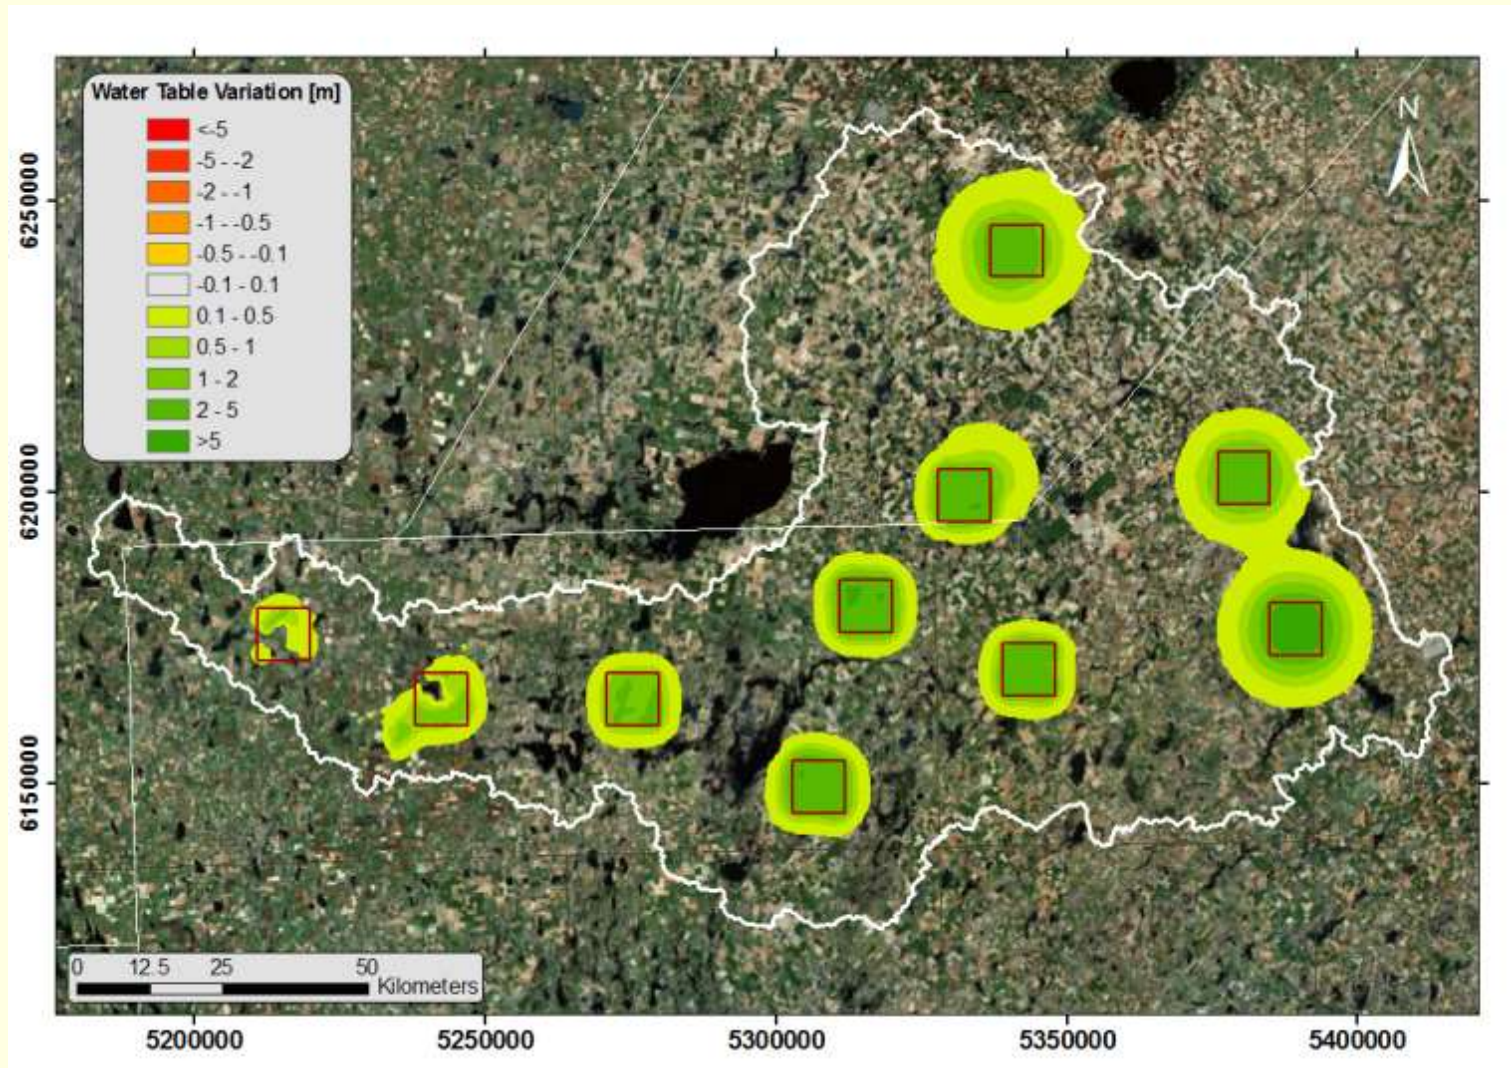 Water Table Variation [m]
<-5
-5 - -2
-2 - -1
-1 - -0.5
-0.5 - -0.1
-0.1 - 0.1
0.1 - 0.5
0.5 - 1
1 - 2
2 - 5
>5
N
6250000
6200000
6150000
0 12.5 25 50
Kilometers
5200000 5250000 5300000 5350000 5400000